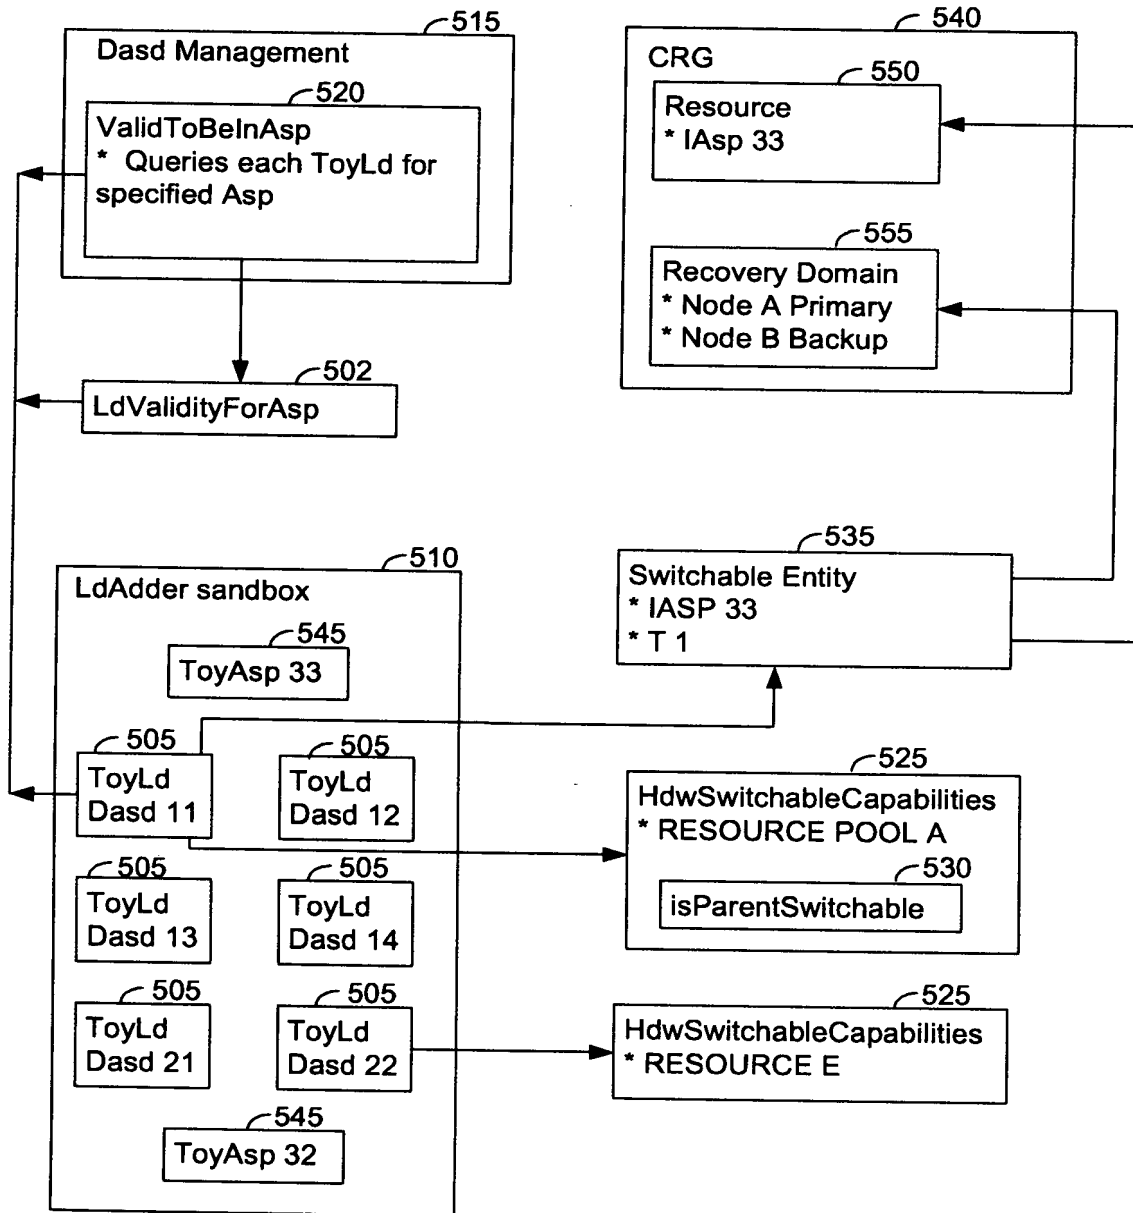 515
Dasd Management
520
ValidToBeInAsp
* Queries each ToyLd for
specified Asp
502
LdValidityForAsp
540
CRG
550
Resource
* IAsp 33
555
Recovery Domain
* Node A Primary
* Node B Backup
535
Switchable Entity
* IASP 33
* T 1
510
LdAdder sandbox
545
ToyAsp 33
505
ToyLd
Dasd 11
505
ToyLd
Dasd 12
505
ToyLd
Dasd 13
505
ToyLd
Dasd 14
505
ToyLd
Dasd 21
505
ToyLd
Dasd 22
545
ToyAsp 32
525
HdwSwitchableCapabilities
* RESOURCE POOL A
530
isParentSwitchable
525
HdwSwitchableCapabilities
* RESOURCE E